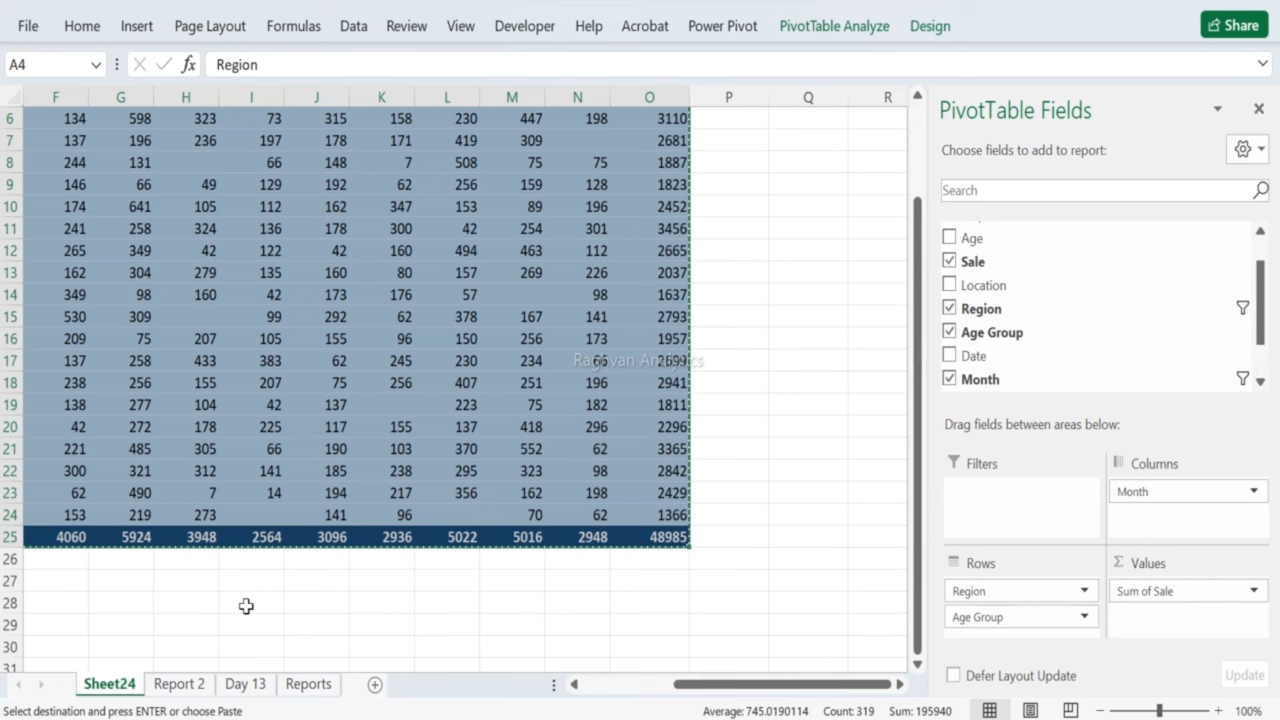 File Home Insert Page Layout Formulas Data Review View Developer Help Acrobat Power Pivot PivotTable Analyze Design Share
A4 fx Region
F G H I J K L M N O P Q R
6 134 598 323 73 315 158 230 447 198 3110
7 137 196 236 197 178 171 419 309 2681
8 244 131 66 148 7 508 75 75 1887
9 146 66 49 129 192 62 256 159 128 1823
10 174 641 105 112 162 347 153 89 196 2452
11 241 258 324 136 178 300 42 254 301 3456
12 265 349 42 122 42 160 494 463 112 2665
13 162 304 279 135 160 80 157 269 226 2037
14 349 98 160 42 173 176 57 98 1637
15 530 309 99 292 62 378 167 141 2793
16 209 75 207 105 155 96 150 256 173 1957
17 137 258 433 383 62 245 230 234
18 238 256 155 207 75 256 407 251 196 2941
19 138 277 104 42 137 223 75 182 1811
20 42 272 178 225 117 155 137 418 296 2296
21 221 485 305 66 190 103 370 552 62 3365
22 300 321 312 141 185 238 295 323 98 2842
23 62 490 7 14 194 217 356 162 198 2429
24 153 219 273 141 96 70 62 1366
25 4060 5924 3948 2564 3096 2936 5022 5016 2948 48985
26
27
28
29
30
31
Analytics
PivotTable Fields
Choose fields to add to report:
Search
Age
Sale
Location
Region
Age Group
Date
Month
Drag fields between areas below:
Filters Columns
Month
Rows Σ Values
Region Sum of Sale
Age Group
Defer Layout Update Update
Sheet24 Report 2 Day 13 Reports
Select destination and press ENTER or choose Paste Average: 745.0190114 Count: 319 Sum: 195940 100%